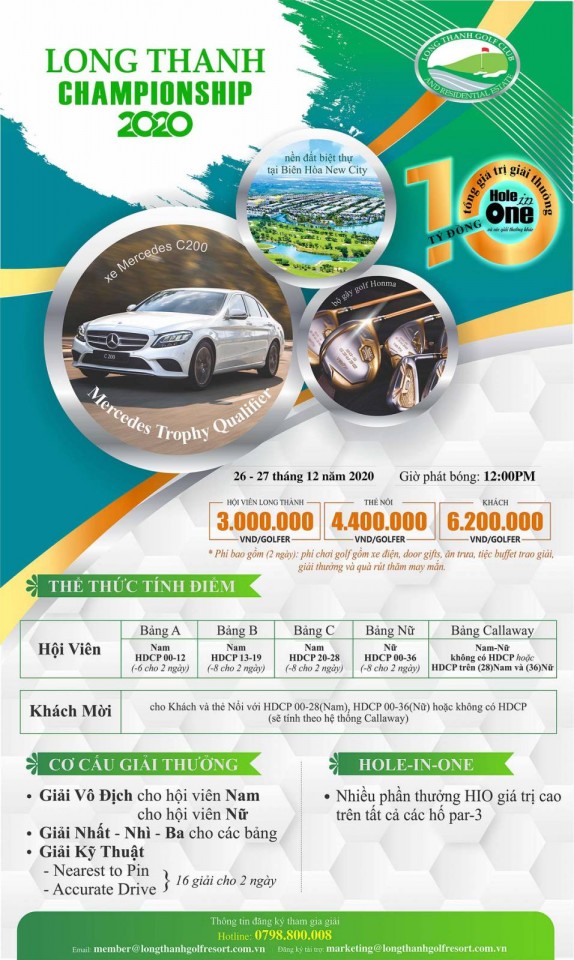 LONG THANH
CHAMPIONSHIP
2020
LONG THANH GOLF CLUB
AND RESIDENTIAL ESTATE
nền đất biệt thự
tại Biên Hòa New City
tổng giá trị giải thưởng
10
TỶ ĐỒNG
Hole
in
One
và các giải thưởng khác
xe Mercedes C200
C 200
Mercedes Trophy Qualifier
bộ gậy golf Honma
26 - 27 tháng 12 năm 2020 Giờ phát bóng: 12:00PM
HỘI VIÊN LONG THÀNH
3.000.000
VND/GOLFER
THẺ NỔI
4.400.000
VND/GOLFER
KHÁCH
6.200.000
VND/GOLFER
* Phí bao gồm (2 ngày): phí chơi golf gồm xe điện, door gifts, ăn trưa, tiệc buffet trao giải,
giải thưởng và quà rút thăm may mắn.
THỂ THỨC TÍNH ĐIỂM
Hội Viên
Bảng A
Nam
HDCP 00-12
(-6 cho 2 ngày)
Bảng B
Nam
HDCP 13-19
(-8 cho 2 ngày)
Bảng C
Nam
HDCP 20-28
(-8 cho 2 ngày)
Bảng Nữ
Nữ
HDCP 00-36
(-8 cho 2 ngày)
Bảng Callaway
Nam-Nữ
không có HDCP hoặc
HDCP trên (28)Nam và (36)Nữ
Khách Mời
cho Khách và thẻ Nổi với HDCP 00-28(Nam), HDCP 00-36(Nữ) hoặc không có HDCP
(sẽ tính theo hệ thống Callaway)
CƠ CẤU GIẢI THƯỞNG
• Giải Vô Địch cho hội viên Nam
cho hội viên Nữ
• Giải Nhất - Nhì - Ba cho các bảng
• Giải Kỹ Thuật
- Nearest to Pin
- Accurate Drive
16 giải cho 2 ngày
HOLE-IN-ONE
• Nhiều phần thưởng HIO giá trị cao
trên tất cả các hố par-3
Thông tin đăng ký tham gia giải
Hotline: 0798.800.008
Email: member@longthanhgolfresort.com.vn Đăng ký tài trợ: marketing@longthanhgolfresort.com.vn